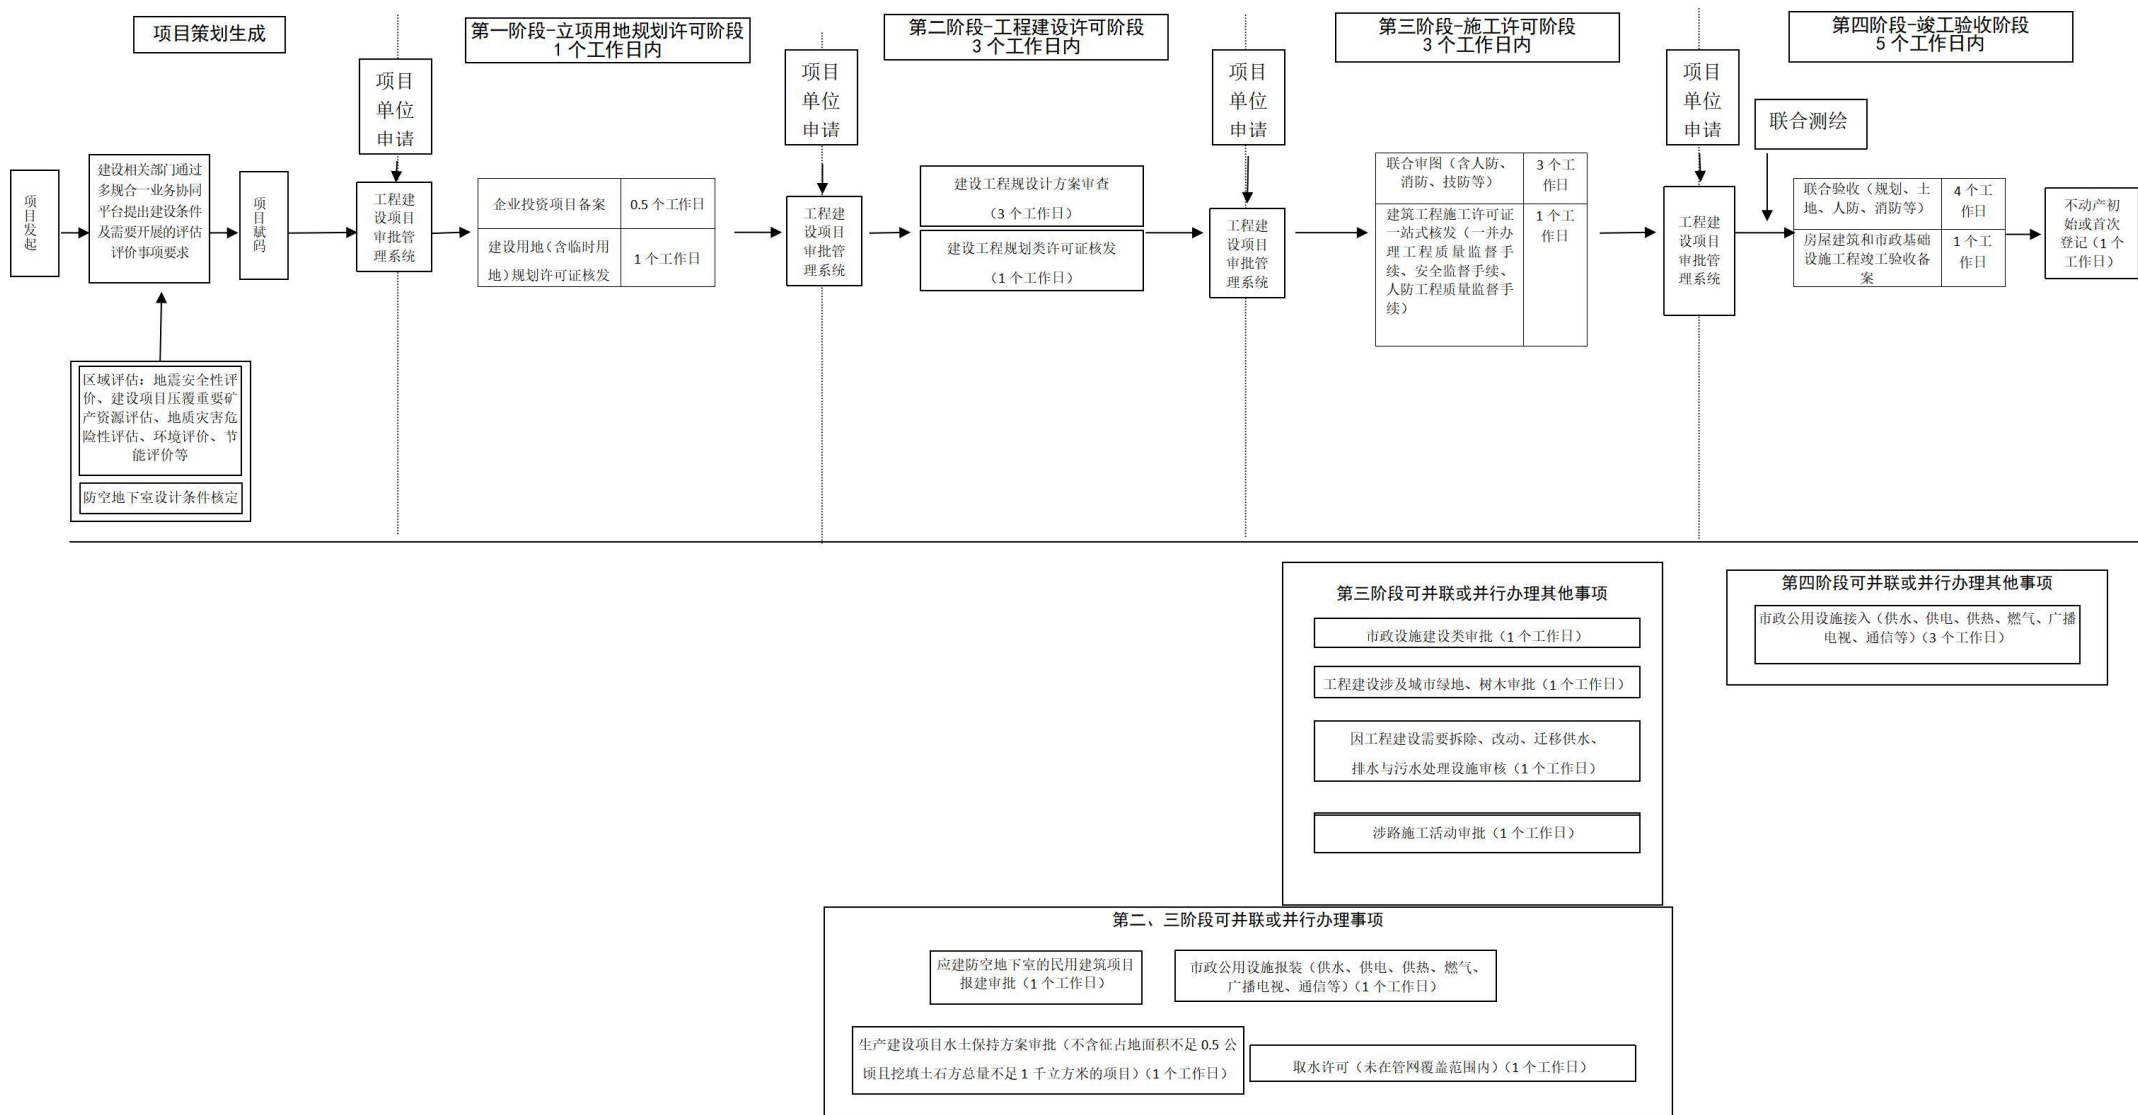 项目策划生成
第一阶段-立项用地规划许可阶段
1个工作日内
第二阶段-工程建设许可阶段
3个工作日内
第三阶段-施工许可阶段
3个工作日内
第四阶段-竣工验收阶段
5个工作日内
项目发起
建设相关部门通过
多规合一业务协同
平台提出建设条件
及需要开展的评估
评价事项要求
项目赋码
区域评估：地震安全性评
价、建设项目压覆重要矿
产资源评估、地质灾害危
险性评估、环境评价、节
能评价等
防空地下室设计条件核定
项目
单位
申请
工程建
设项目
审批管
理系统
企业投资项目备案
0.5个工作日
建设用地（含临时用
地）规划许可证核发
1个工作日
项目
单位
申请
工程建
设项目
审批管
理系统
建设工程规设计方案审查
（3个工作日）
建设工程规划类许可证核发
（1个工作日）
项目
单位
申请
工程建
设项目
审批管
理系统
联合审图（含人防、
消防、技防等）
3个工
作日
建筑工程施工许可证
一站式核发（一并办
理工程质量监督手
续、安全监督手续、
人防工程质量监督手
续）
1个工
作日
项目
单位
申请
工程建
设项目
审批管
理系统
联合测绘
联合验收（规划、土
地、人防、消防等）
4个工
作日
房屋建筑和市政基础
设施工程竣工验收备
案
1个工
作日
不动产初
始或首次
登记（1个
工作日）
第三阶段可并联或并行办理其他事项
市政设施建设类审批（1个工作日）
工程建设涉及城市绿地、树木审批（1个工作日）
因工程建设需要拆除、改动、迁移供水、
排水与污水处理设施审核（1个工作日）
涉路施工活动审批（1个工作日）
第四阶段可并联或并行办理其他事项
市政公用设施接入（供水、供电、供热、燃气、广播
电视、通信等）（3个工作日）
第二、三阶段可并联或并行办理事项
应建防空地下室的民用建筑项目
报建审批（1个工作日）
市政公用设施报装（供水、供电、供热、燃气、
广播电视、通信等）（1个工作日）
生产建设项目水土保持方案审批（不含征占地面积不足0.5公
顷且挖填土石方总量不足1千立方米的项目）（1个工作日）
取水许可（未在管网覆盖范围内）（1个工作日）